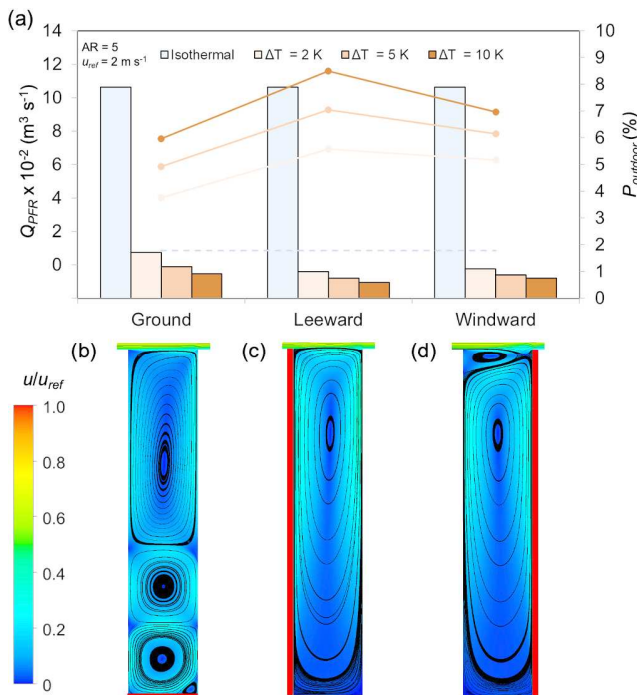 (a)
14
12
10
8
6
4
2
0
Q_PFR x 10⁻² (m³ s⁻¹)
AR = 5
u_ref = 2 m s⁻¹
Isothermal ΔT = 2 K ΔT = 5 K ΔT = 10 K
10
9
8
7
6
5
4
3
2
1
0
P_outdoor (%)
Ground Leeward Windward
(b) (c) (d)
u/u_ref
1.0
0.8
0.6
0.4
0.2
0